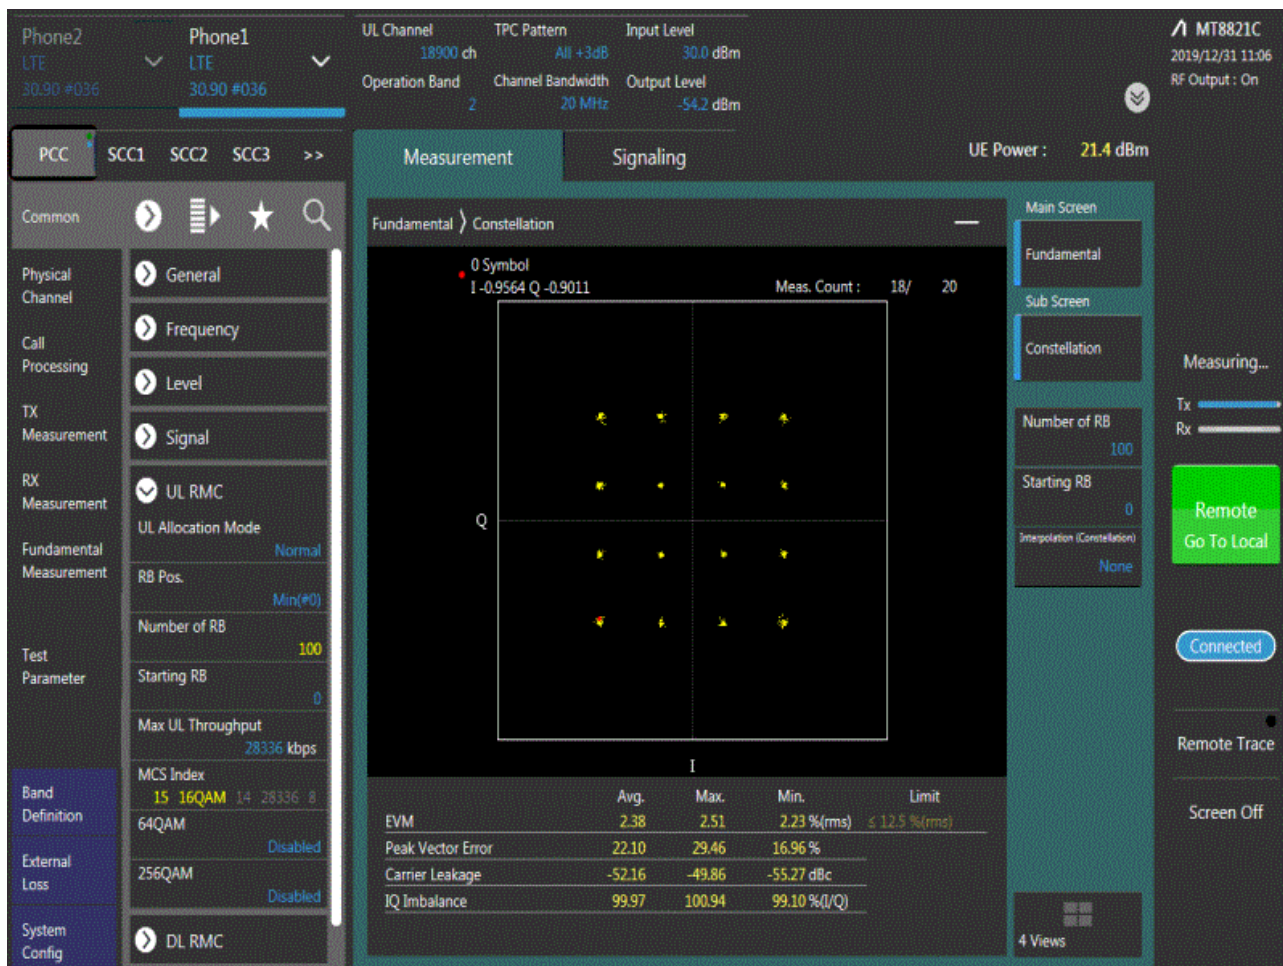 Phone2
LTE
30.90 #036
Phone1
LTE
30.90 #036
UL Channel
18900 ch
TPC Pattern
All +3dB
Input Level
30.0 dBm
Operation Band
2
Channel Bandwidth
20 MHz
Output Level
-54.2 dBm
MT8821C
2019/12/31 11:06
RF Output : On
PCC SCC1 SCC2 SCC3 >>
Measurement
Signaling
UE Power : 21.4 dBm
Common
Physical
Channel
Call
Processing
TX
Measurement
RX
Measurement
Fundamental
Measurement
Test
Parameter
Band
Definition
External
Loss
System
Config
General
Frequency
Level
Signal
UL RMC
UL Allocation Mode
Normal
RB Pos.
Min(#0)
Number of RB
100
Starting RB
0
Max UL Throughput
28336 kbps
MCS Index
15 16QAM 14 28336 8
64QAM
Disabled
256QAM
Disabled
DL RMC
Fundamental 〉 Constellation
0 Symbol
I -0.9564 Q -0.9011
Meas. Count : 18/ 20
Q
I
Avg. Max. Min. Limit
EVM 2.38 2.51 2.23 %(rms) ≤ 12.5 %(rms)
Peak Vector Error 22.10 29.46 16.96 %
Carrier Leakage -52.16 -49.86 -55.27 dBc
IQ Imbalance 99.97 100.94 99.10 %(I/Q)
Main Screen
Fundamental
Sub Screen
Constellation
Number of RB
100
Starting RB
0
Interpolation (Constellation)
None
4 Views
Measuring...
Tx
Rx
Remote
Go To Local
Connected
Remote Trace
Screen Off